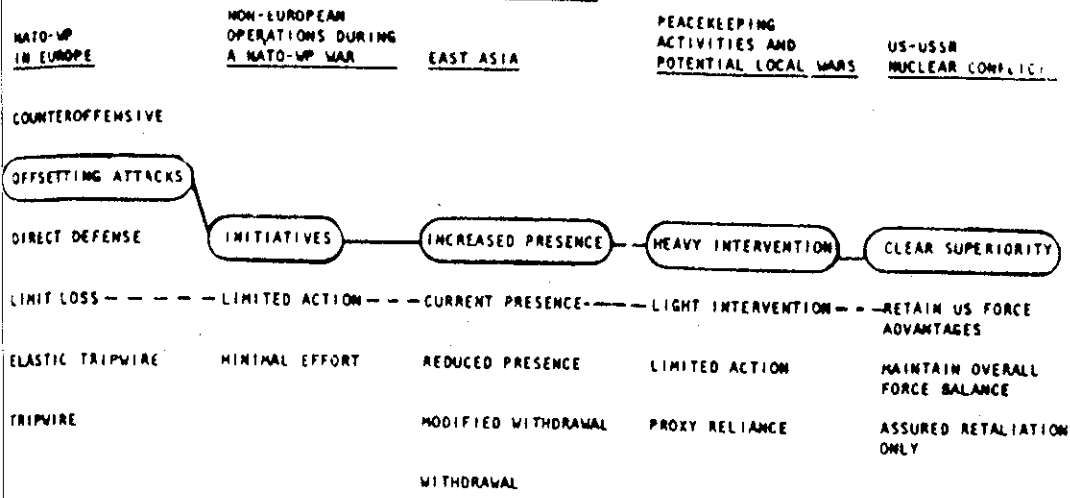 NATO-WP
IN EUROPE
NON-EUROPEAN
OPERATIONS DURING
A NATO-WP WAR
EAST ASIA
PEACEKEEPING
ACTIVITIES AND
POTENTIAL LOCAL WARS
US-USSR
NUCLEAR CONFLICT
COUNTEROFFENSIVE
OFFSETTING ATTACKS
DIRECT DEFENSE
INITIATIVES
INCREASED PRESENCE
HEAVY INTERVENTION
CLEAR SUPERIORITY
LIMIT LOSS
LIMITED ACTION
CURRENT PRESENCE
LIGHT INTERVENTION
RETAIN US FORCE
ADVANTAGES
ELASTIC TRIPWIRE
MINIMAL EFFORT
REDUCED PRESENCE
LIMITED ACTION
MAINTAIN OVERALL
FORCE BALANCE
TRIPWIRE
MODIFIED WITHDRAWAL
PROXY RELIANCE
ASSURED RETALIATION
ONLY
WITHDRAWAL